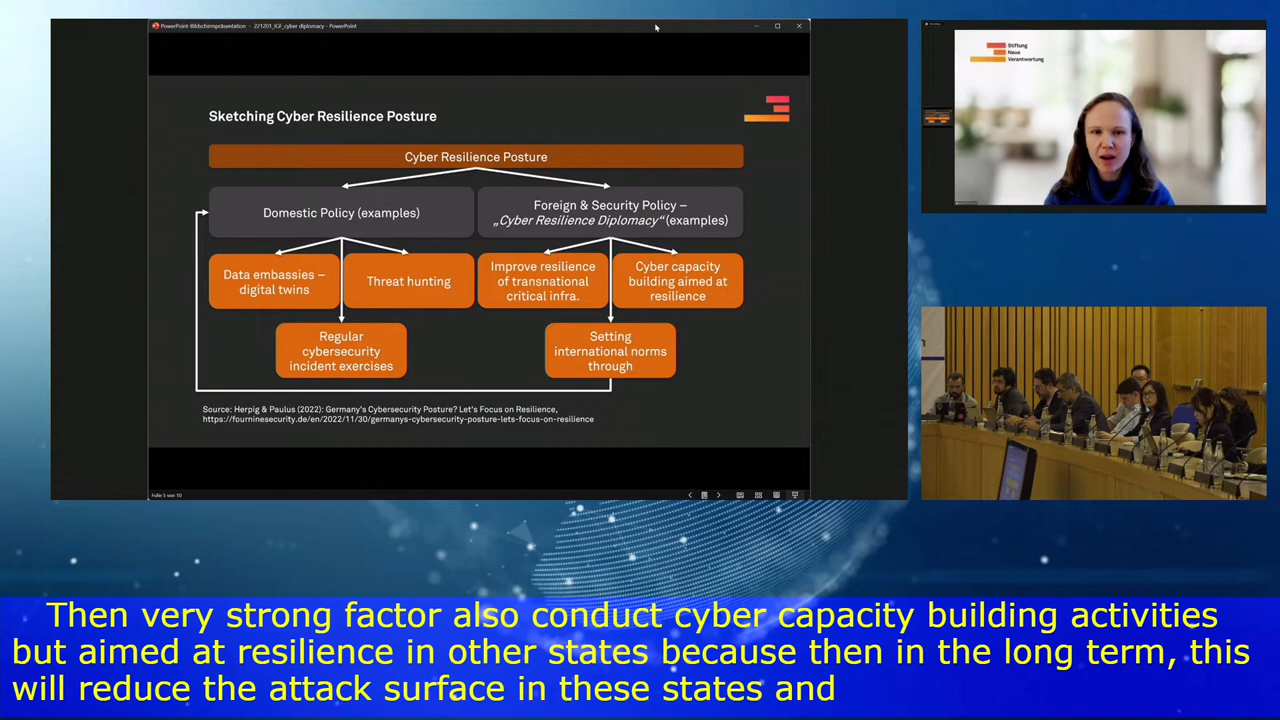 PowerPoint-Bildschirmpräsentation - 221201_IGF_cyber diplomacy - PowerPoint
Sketching Cyber Resilience Posture
Cyber Resilience Posture
Domestic Policy (examples)
Foreign & Security Policy –
„Cyber Resilience Diplomacy“ (examples)
Data embassies –
digital twins
Threat hunting
Improve resilience
of transnational
critical infra.
Cyber capacity
building aimed at
resilience
Regular
cybersecurity
incident exercises
Setting
international norms
through
Source: Herpig & Paulus (2022): Germany's Cybersecurity Posture? Let's Focus on Resilience,
https://fourninesecurity.de/en/2022/11/30/germanys-cybersecurity-posture-lets-focus-on-resilience
Folie 5 von 10
Stiftung
Neue
Verantwortung
Then very strong factor also conduct cyber capacity building activities
but aimed at resilience in other states because then in the long term, this
will reduce the attack surface in these states and